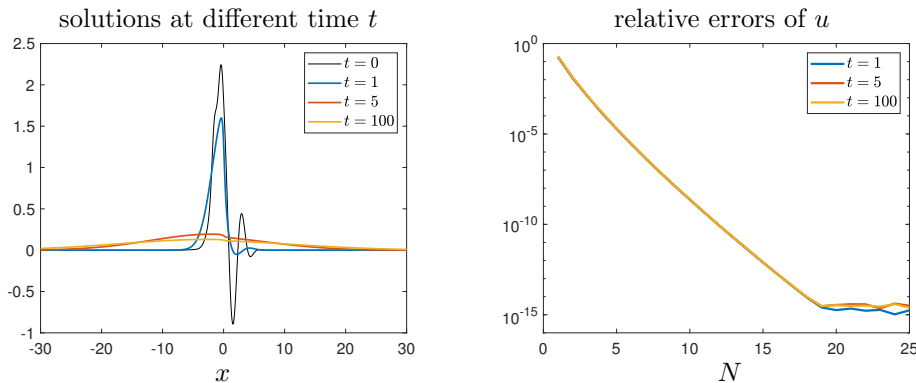 solutions at different time t
2.5
2
1.5
1
0.5
0
-0.5
-1
-30 -20 -10 0 10 20 30
x
t = 0
t = 1
t = 5
t = 100
relative errors of u
10^0
10^-5
10^-10
10^-15
0 5 10 15 20 25
N
t = 1
t = 5
t = 100